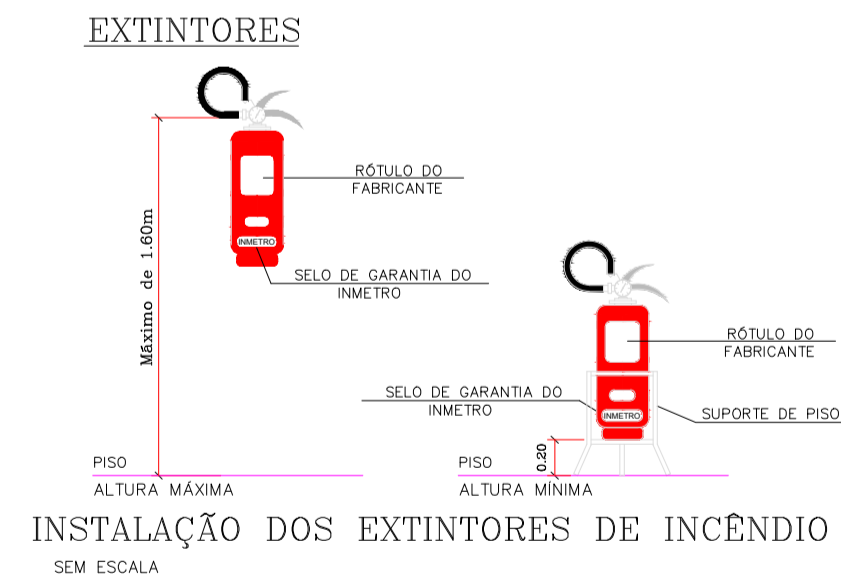 EXTINTORES
Máximo de 1.60m
RÓTULO DO
FABRICANTE
INMETRO
SELO DE GARANTIA DO
INMETRO
PISO
ALTURA MÁXIMA
RÓTULO DO
FABRICANTE
SELO DE GARANTIA DO
INMETRO
INMETRO
SUPORTE DE PISO
0.20
PISO
ALTURA MÍNIMA
INSTALAÇÃO DOS EXTINTORES DE INCÊNDIO
SEM ESCALA